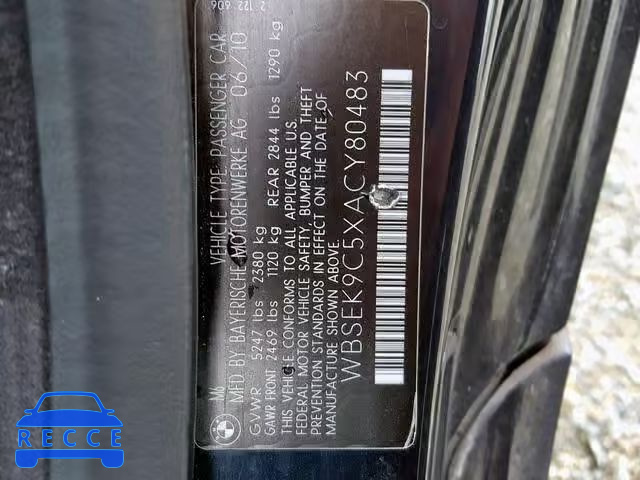 2 122 606
VEHICLE TYPE: PASSENGER CAR
M6 MFD BY BAYERISCHE MOTORENWERKE AG 06/10
GVWR 5247 lbs 2380 kg
GAWR FRONT 2469 lbs 1120 kg REAR 2844 lbs 1290 kg
THIS VEHICLE CONFORMS TO ALL APPLICABLE U.S.
FEDERAL MOTOR VEHICLE SAFETY, BUMPER AND THEFT
PREVENTION STANDARDS IN EFFECT ON THE DATE OF
MANUFACTURE SHOWN ABOVE.
WBSEK9C5XACY80483
RECCE